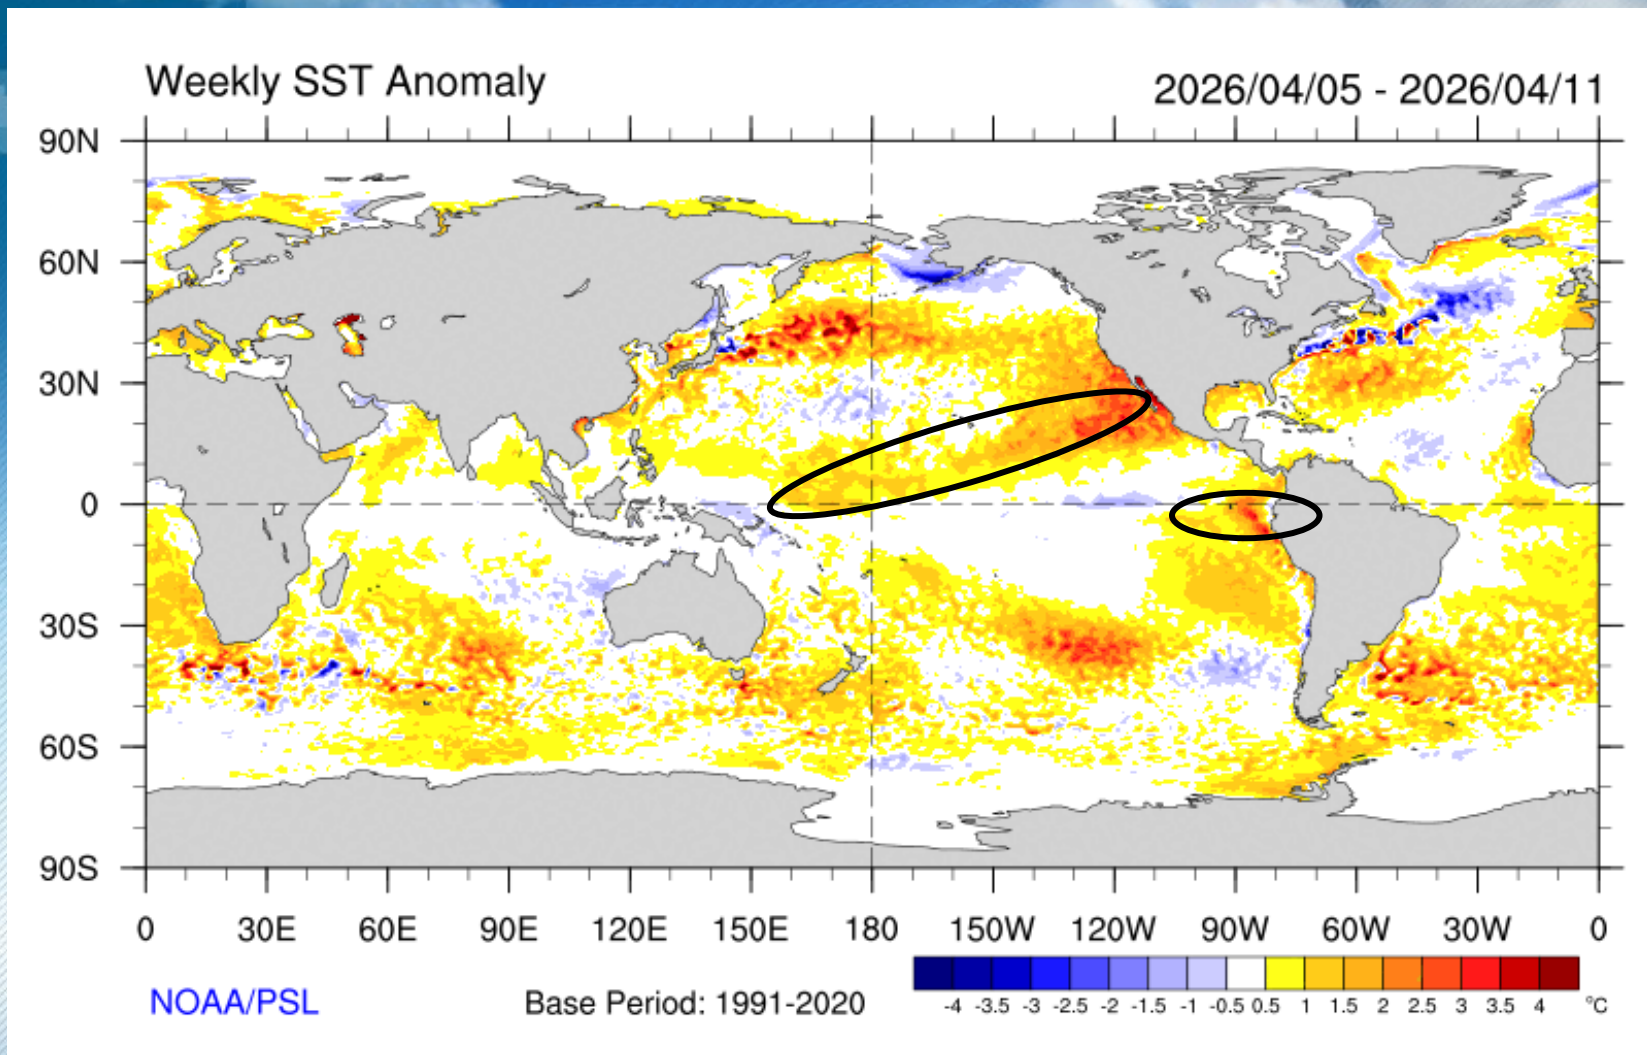 Weekly SST Anomaly
2026/04/05 - 2026/04/11
90N
60N
30N
0
30S
60S
90S
0 30E 60E 90E 120E 150E 180 150W 120W 90W 60W 30W 0
-4 -3.5 -3 -2.5 -2 -1.5 -1 -0.5 0.5 1 1.5 2 2.5 3 3.5 4 °C
NOAA/PSL
Base Period: 1991-2020